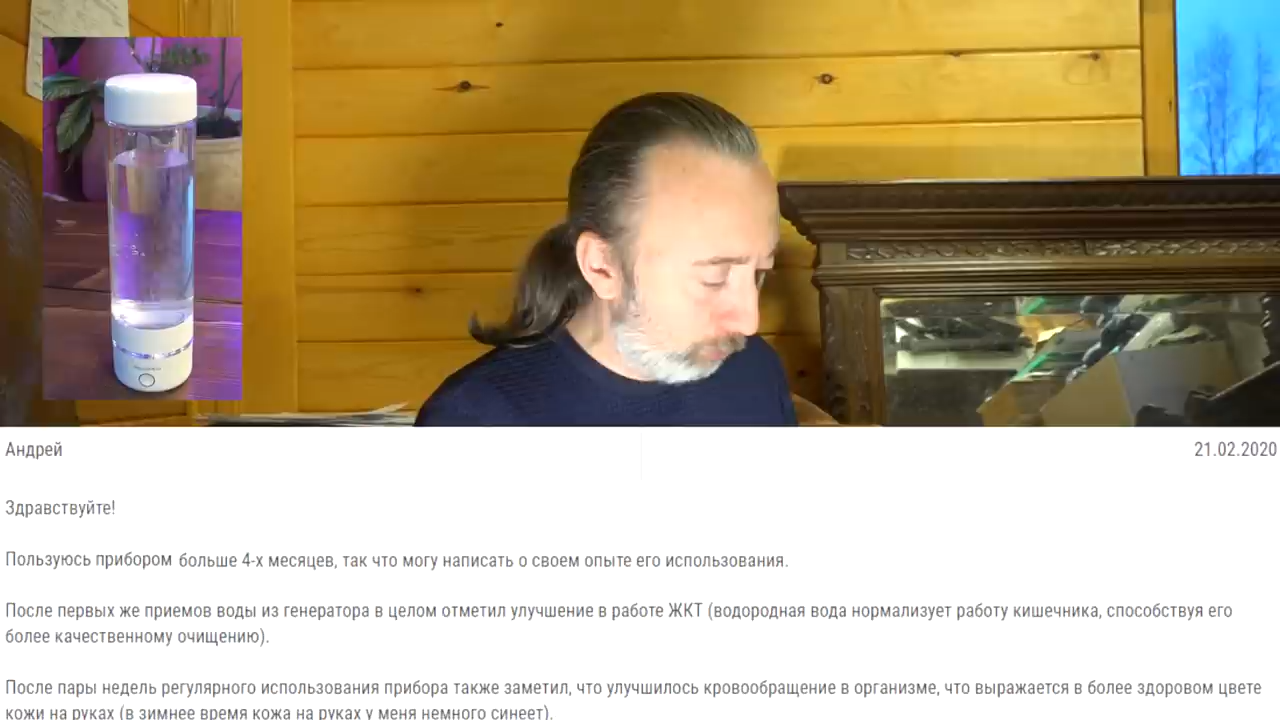 Андрей
21.02.2020
Здравствуйте!
Пользуюсь прибором больше 4-х месяцев, так что могу написать о своем опыте его использования.
После первых же приемов воды из генератора в целом отметил улучшение в работе ЖКТ (водородная вода нормализует работу кишечника, способствуя его
более качественному очищению).
После пары недель регулярного использования прибора также заметил, что улучшилось кровообращение в организме, что выражается в более здоровом цвете
кожи на руках (в зимнее время кожа на руках у меня немного синеет).